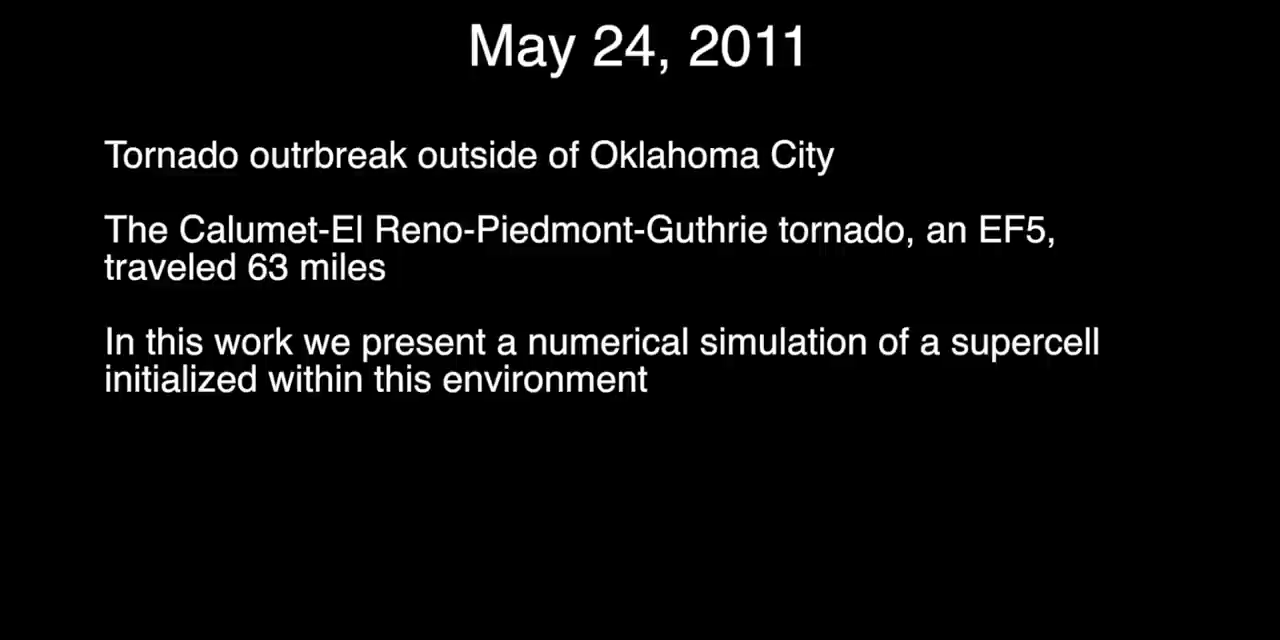 May 24, 2011
Tornado outrbreak outside of Oklahoma City
The Calumet-El Reno-Piedmont-Guthrie tornado, an EF5,
traveled 63 miles
In this work we present a numerical simulation of a supercell
initialized within this environment